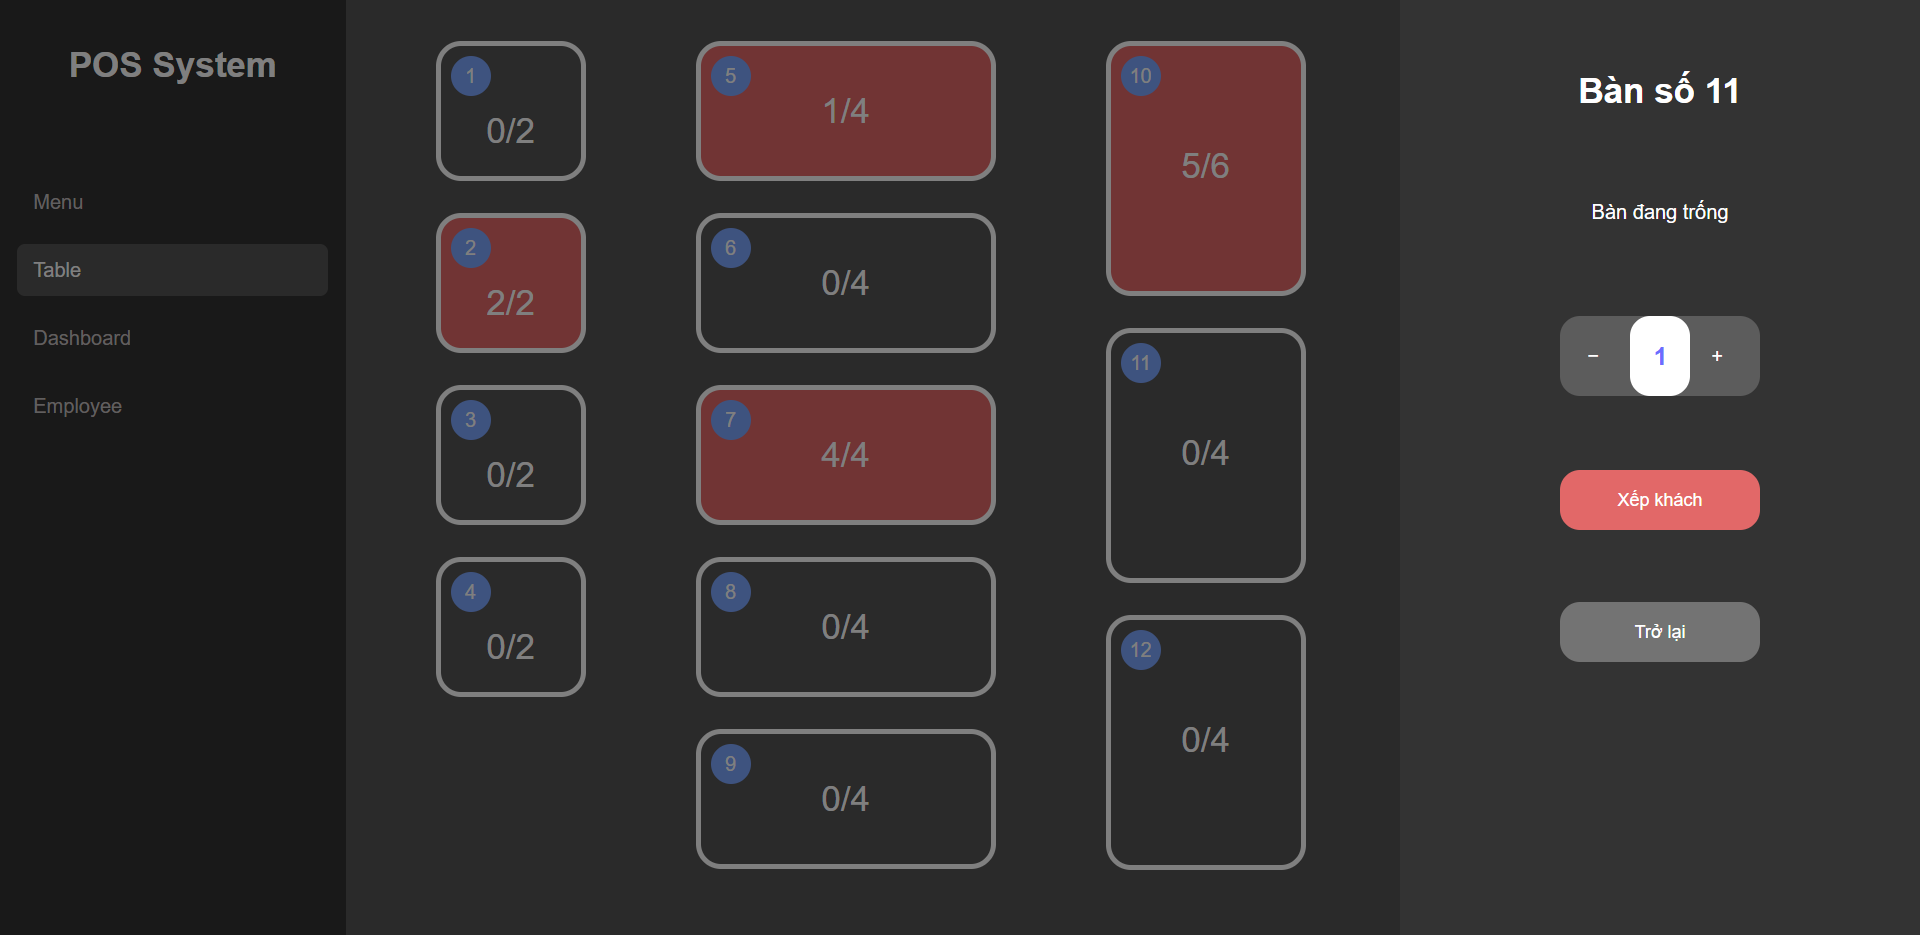 POS System
Menu
Table
Dashboard
Employee
1
0/2
2
2/2
3
0/2
4
0/2
5
1/4
6
0/4
7
4/4
8
0/4
9
0/4
10
5/6
11
0/4
12
0/4
Bàn số 11
Bàn đang trống
− 1 +
Xếp khách
Trở lại